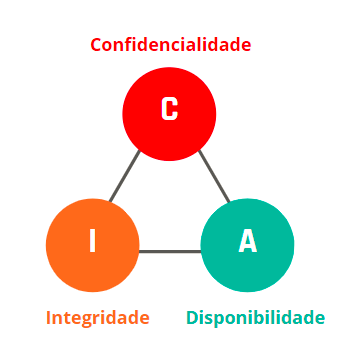 Confidencialidade
C
I
A
Integridade
Disponibilidade